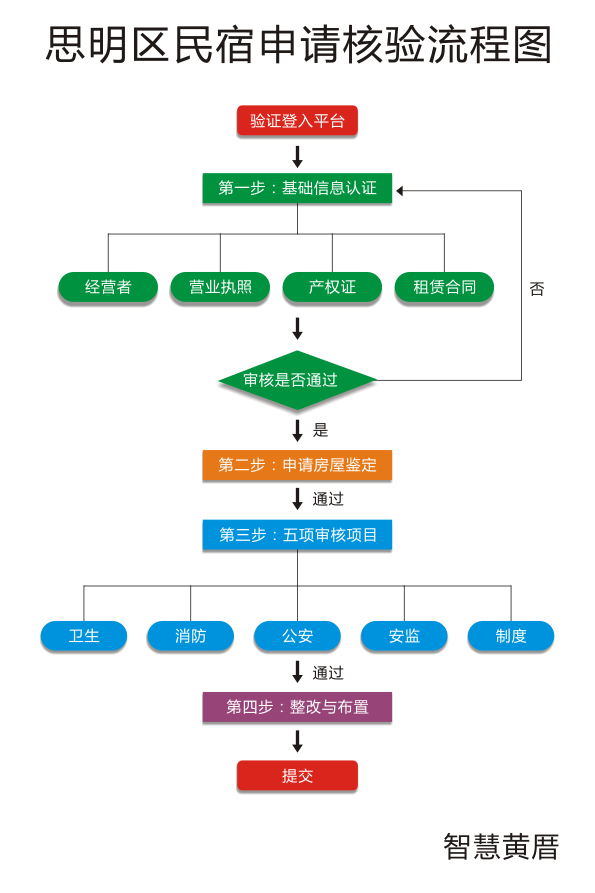 思明区民宿申请核验流程图
验证登入平台
第一步：基础信息认证
经营者
营业执照
产权证
租赁合同
否
审核是否通过
是
第二步：申请房屋鉴定
通过
第三步：五项审核项目
卫生
消防
公安
安监
制度
通过
第四步：整改与布置
提交
智慧黄厝